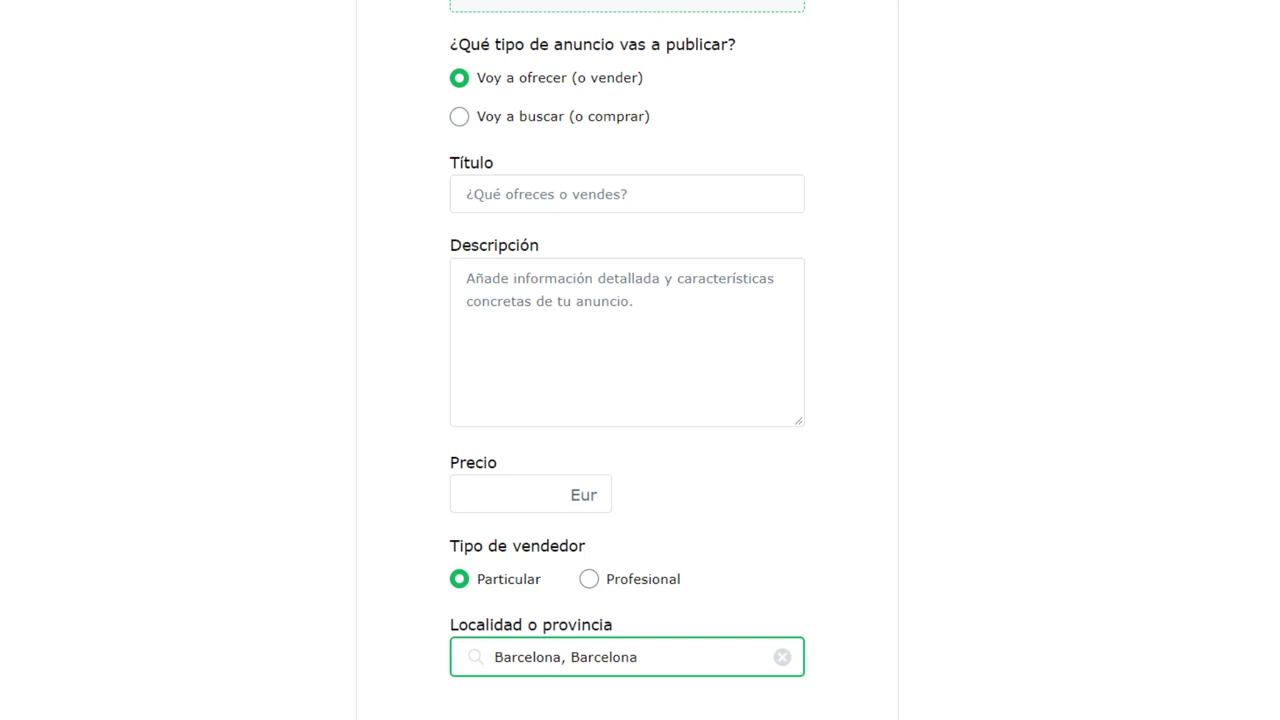 ¿Qué tipo de anuncio vas a publicar?
Voy a ofrecer (o vender)
Voy a buscar (o comprar)
Título
¿Qué ofreces o vendes?
Descripción
Añade información detallada y características
concretas de tu anuncio.
Precio
Eur
Tipo de vendedor
Particular Profesional
Localidad o provincia
Barcelona, Barcelona